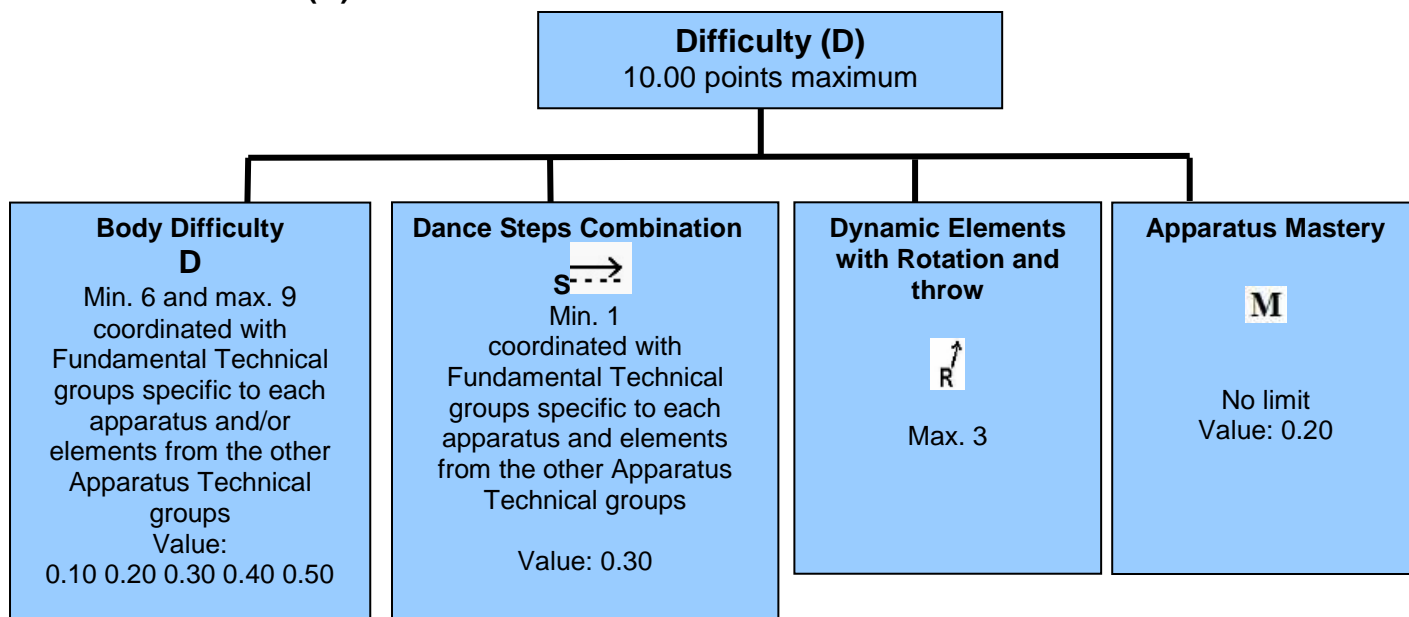 (D)
Difficulty (D)
10.00 points maximum
Body Difficulty
D
Min. 6 and max. 9
coordinated with
Fundamental Technical
groups specific to each
apparatus and/or
elements from the other
Apparatus Technical
groups
Value:
0.10 0.20 0.30 0.40 0.50
Dance Steps Combination
S
Min. 1
coordinated with
Fundamental Technical
groups specific to each
apparatus and elements
from the other Apparatus
Technical groups
Value: 0.30
Dynamic Elements
with Rotation and
throw
R
Max. 3
Apparatus Mastery
M
No limit
Value: 0.20